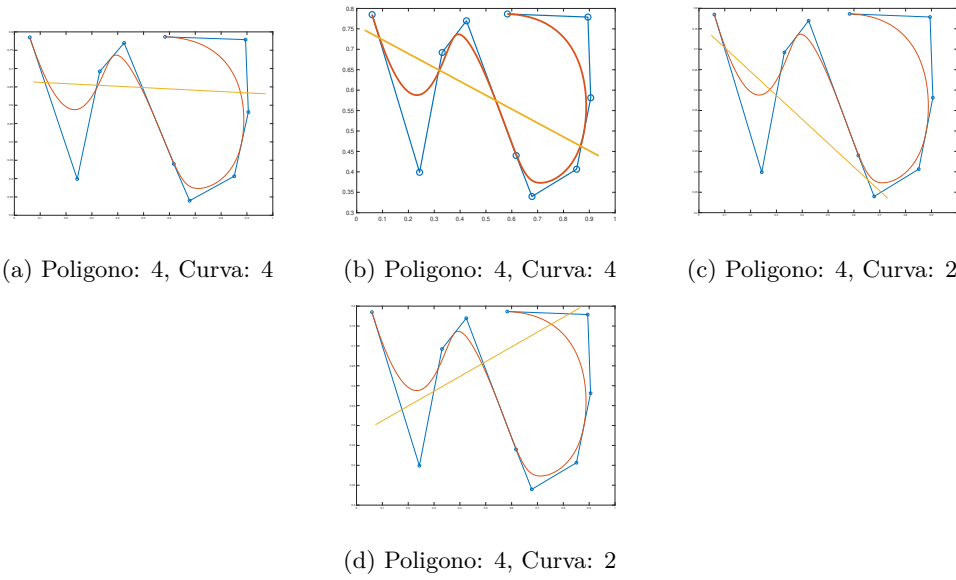 0.8
0.75
0.7
0.65
0.6
0.55
0.5
0.45
0.4
0.35
0.3
0 0.1 0.2 0.3 0.4 0.5 0.6 0.7 0.8 0.9 1
(a) Poligono: 4, Curva: 4
(b) Poligono: 4, Curva: 4
(c) Poligono: 4, Curva: 2
(d) Poligono: 4, Curva: 2